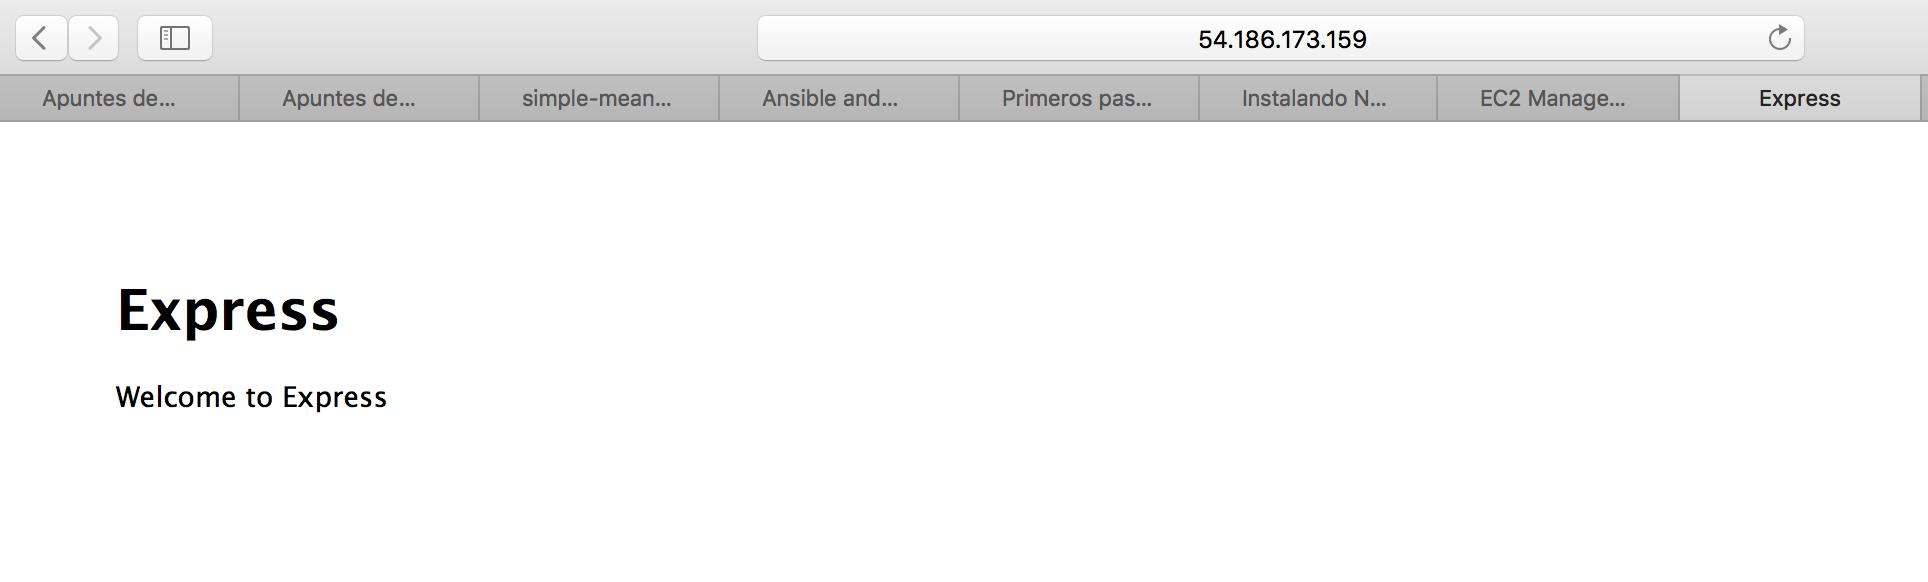 54.186.173.159
Apuntes de... Apuntes de... simple-mean... Ansible and... Primeros pas... Instalando N... EC2 Manage... Express
Express
Welcome to Express